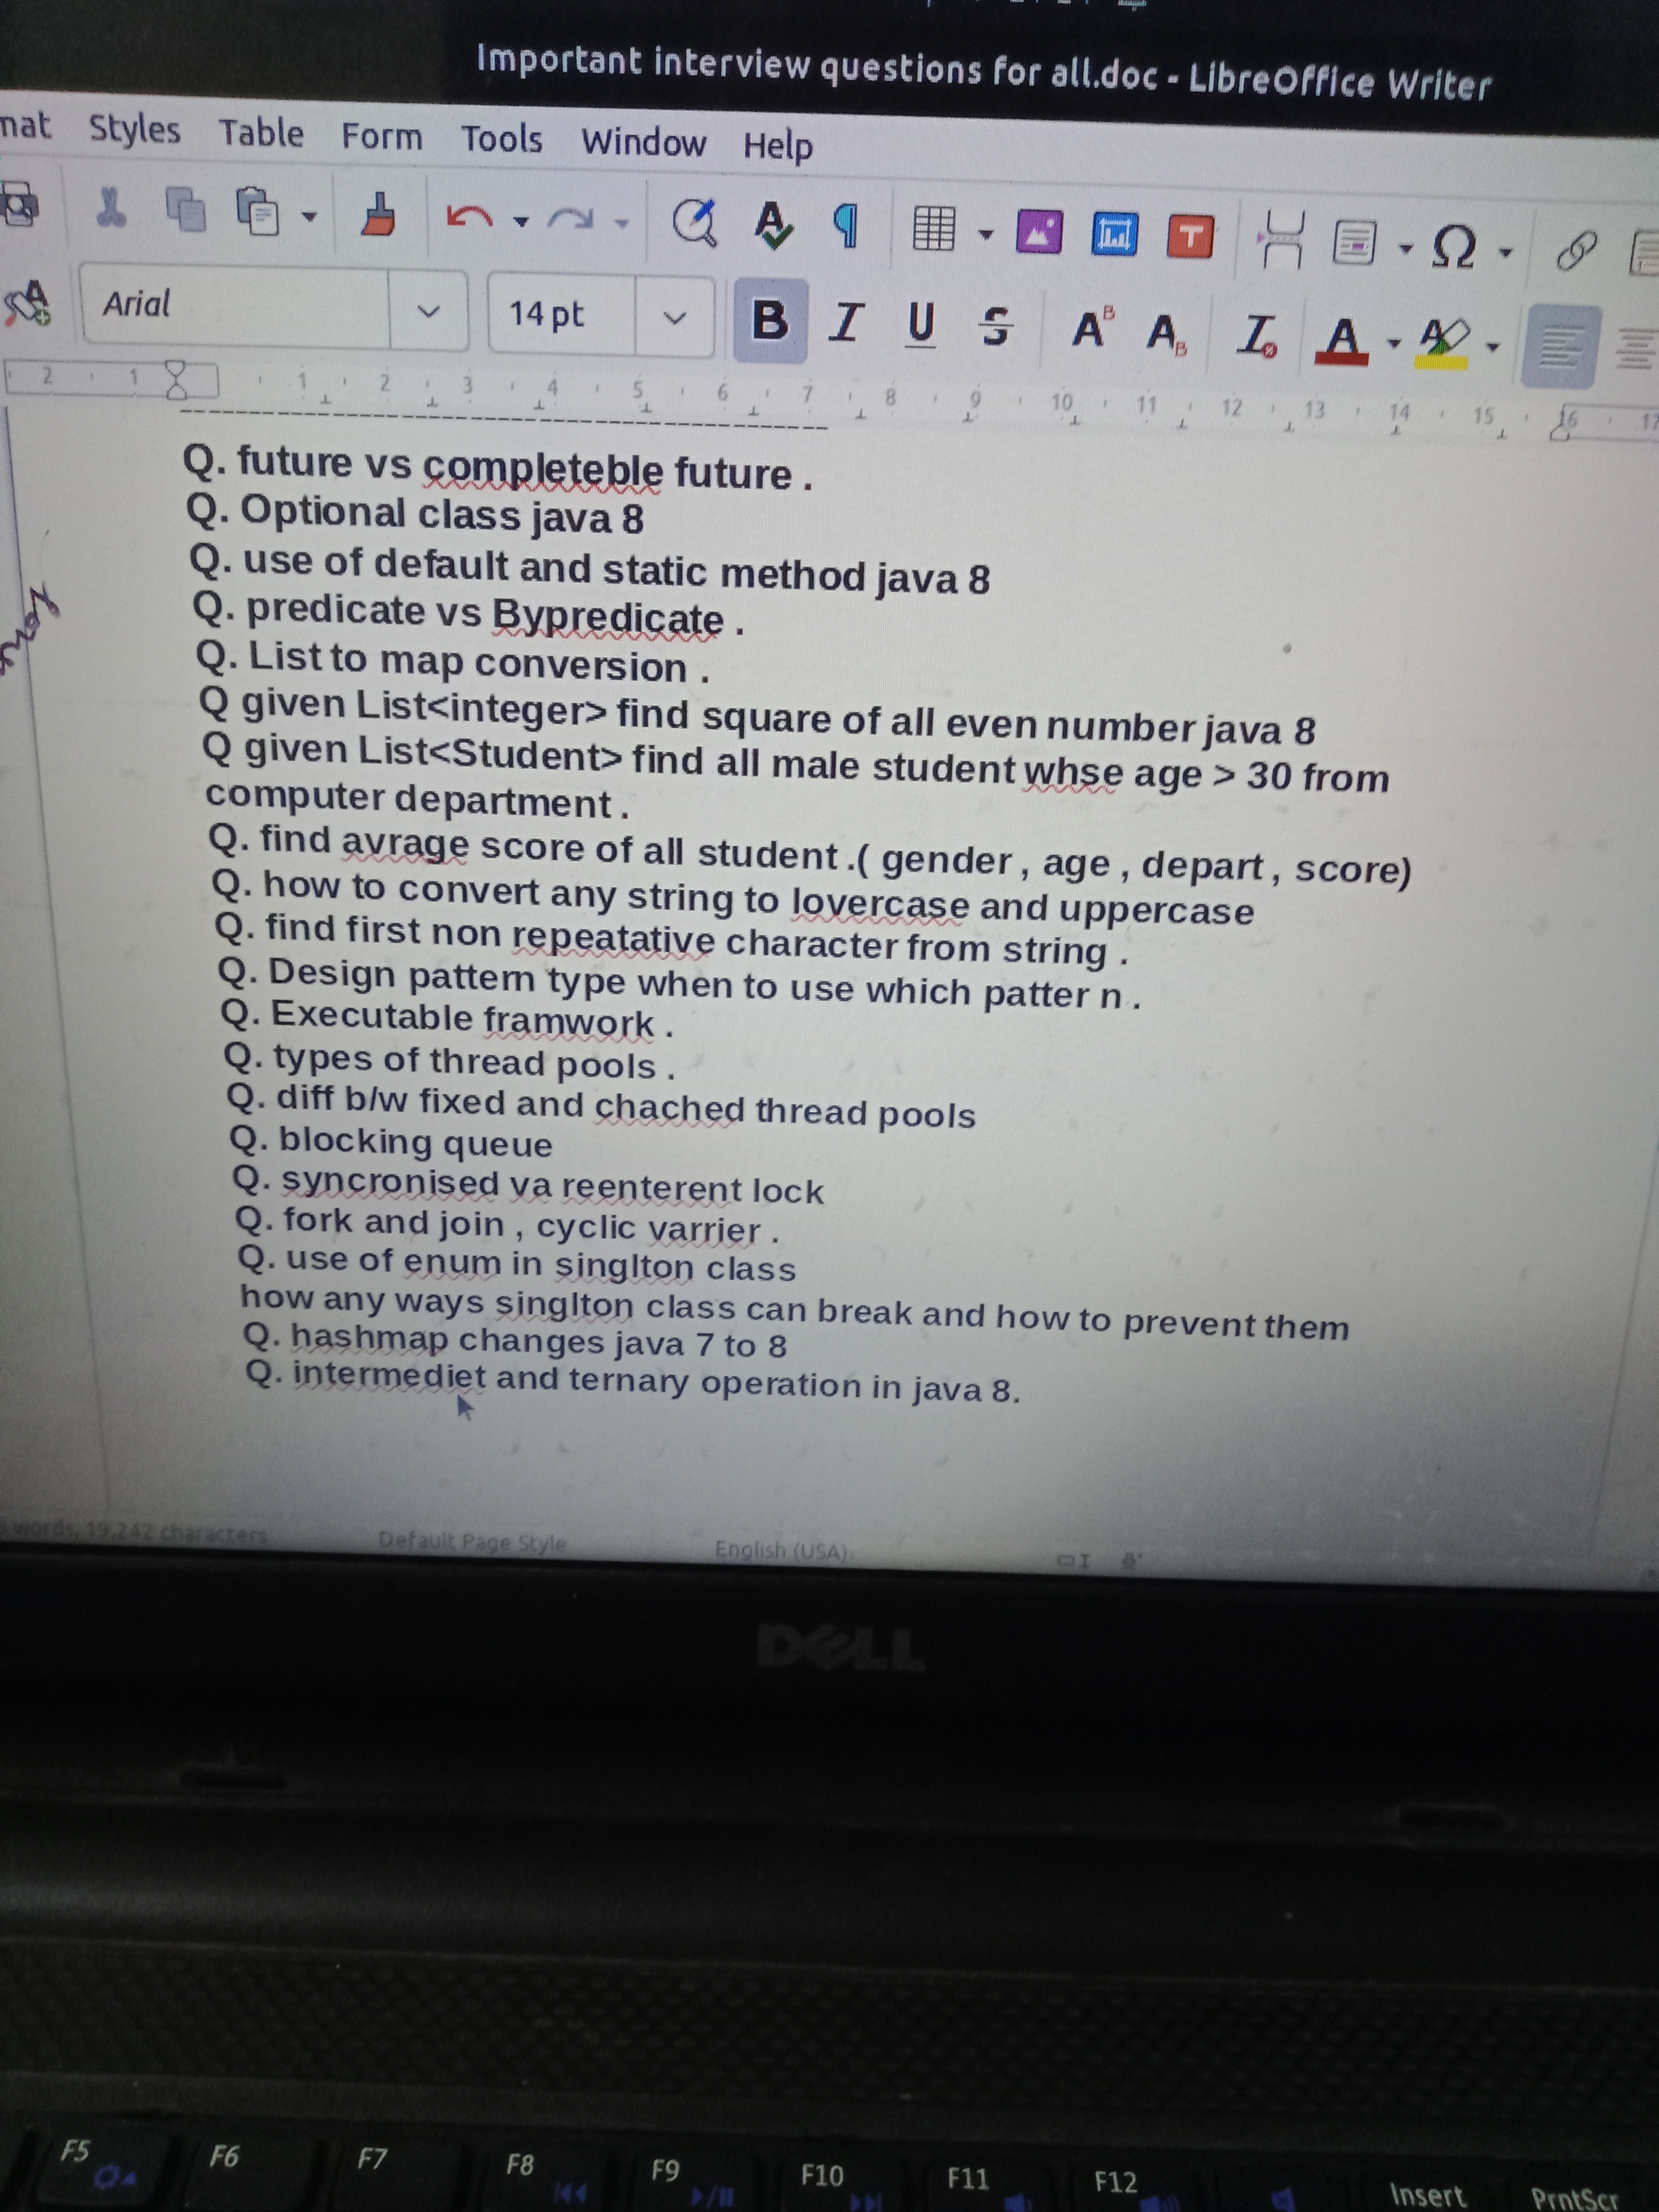 Important interview questions for all.doc - LibreOffice Writer
Styles Table Form Tools Window Help
Arial 14 pt B I U S
2 1 1 2 3 4 5 6 7 8 9 10 11 12 13 14 15 16 17
Q. future vs completeble future .
Q. Optional class java 8
Q. use of default and static method java 8
Q. predicate vs Bypredicate .
Q. List to map conversion .
Q given List<integer> find square of all even number java 8
Q given List<Student> find all male student whse age > 30 from
computer department .
Q. find avrage score of all student .( gender , age , depart , score)
Q. how to convert any string to lovercase and uppercase
Q. find first non repeatative character from string .
Q. Design pattern type when to use which patter n .
Q. Executable framwork .
Q. types of thread pools .
Q. diff b/w fixed and chached thread pools
Q. blocking queue
Q. syncronised va reenterent lock
Q. fork and join , cyclic varrier .
Q. use of enum in singlton class
how any ways singlton class can break and how to prevent them
Q. hashmap changes java 7 to 8
Q. intermediet and ternary operation in java 8.
words, 19,242 characters Default Page Style English (USA)
DELL
F5 F6 F7 F8 F9 F10 F11 F12 Insert PrntScr